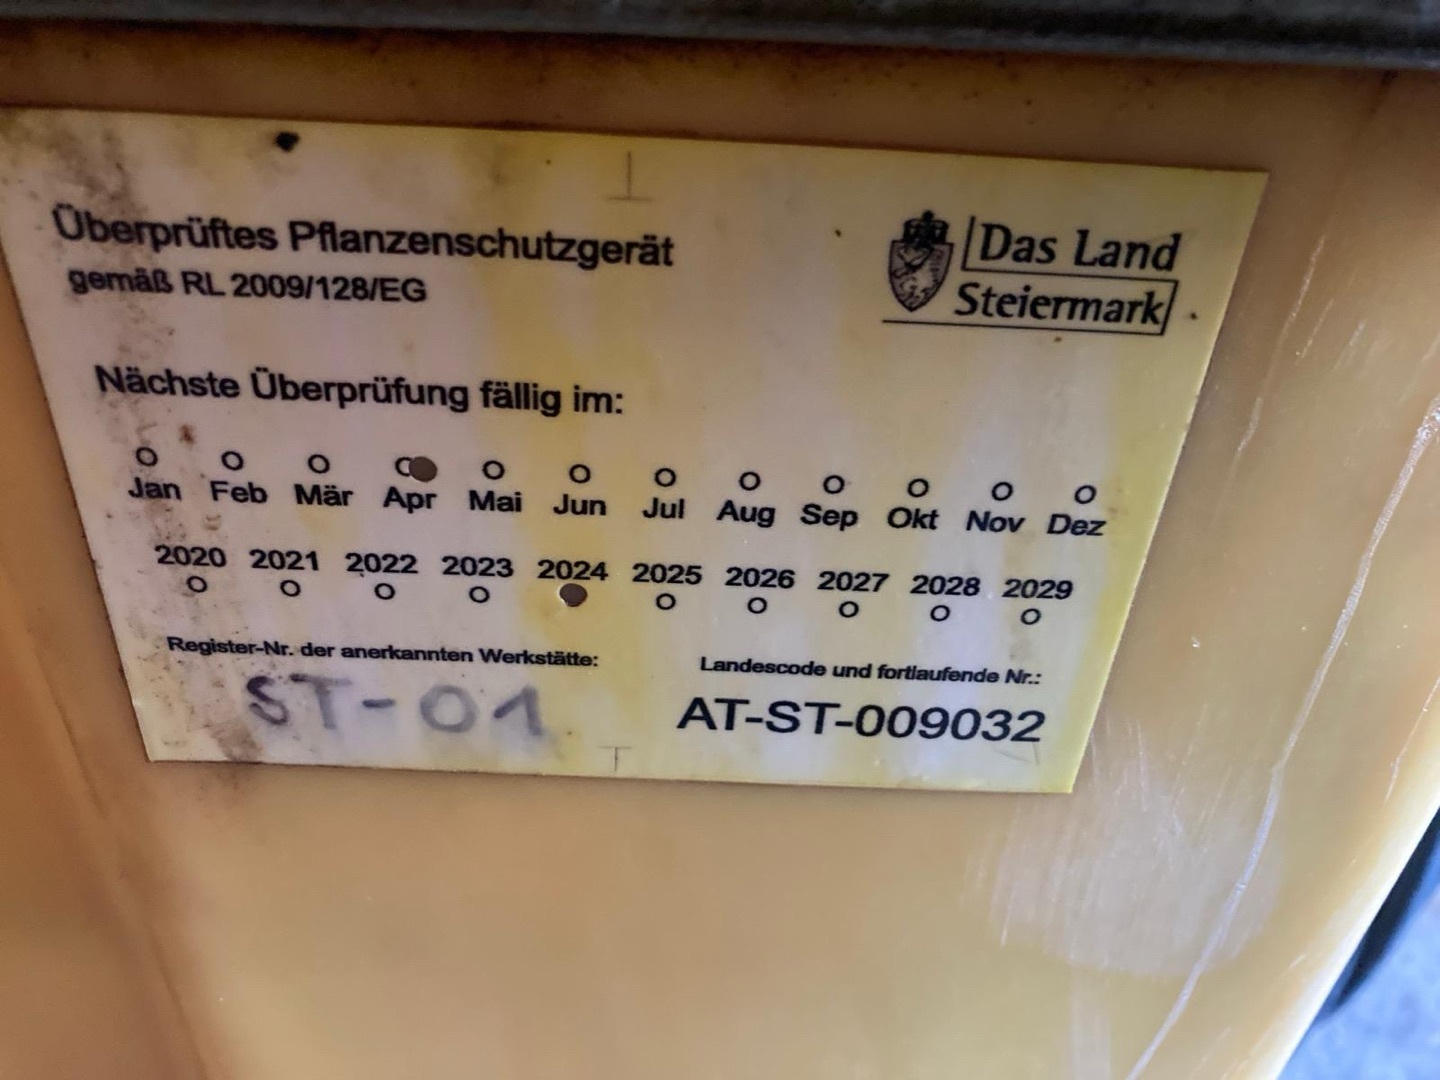 Überprüftes Pflanzenschutzgerät
gemäß RL 2009/128/EG
Das Land
Steiermark
Nächste Überprüfung fällig im:
Jan Feb Mär Apr Mai Jun Jul Aug Sep Okt Nov Dez
2020 2021 2022 2023 2024 2025 2026 2027 2028 2029
Register-Nr. der anerkannten Werkstätte:
ST-01
Landescode und fortlaufende Nr.:
AT-ST-009032